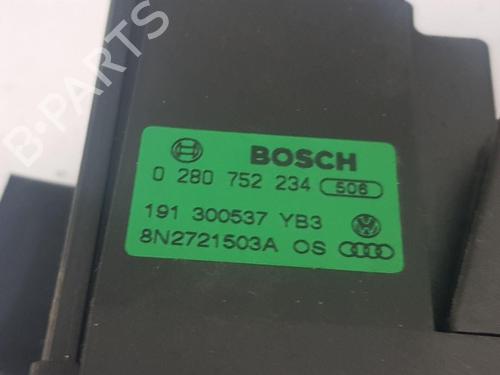 B-PARTS
BOSCH
0 280 752 234 506
191 300537 YB3
8N2721503A OS